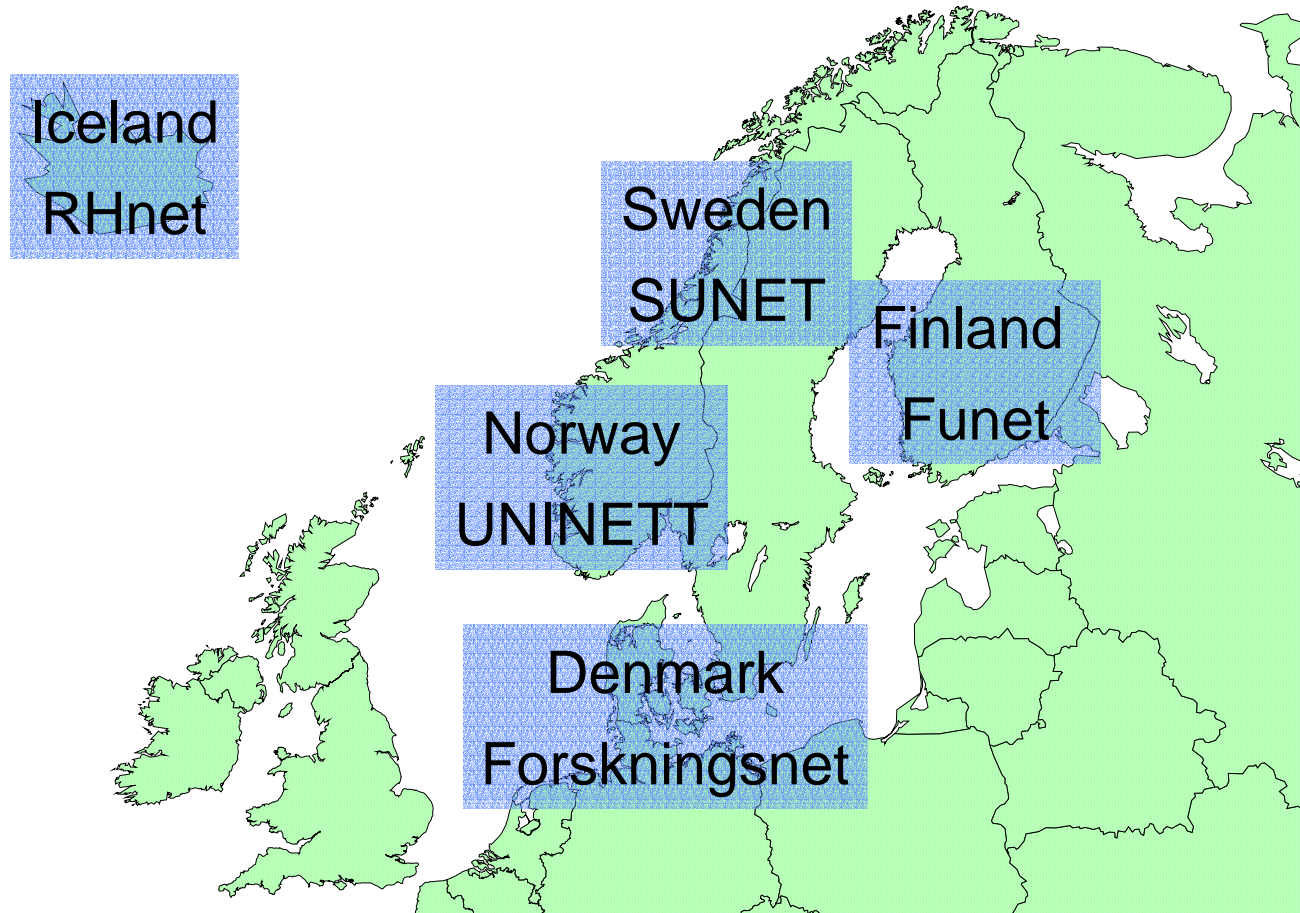 Iceland
RHnet
Sweden
SUNET
Finland
Funet
Norway
UNINETT
Denmark
Forskningsnet